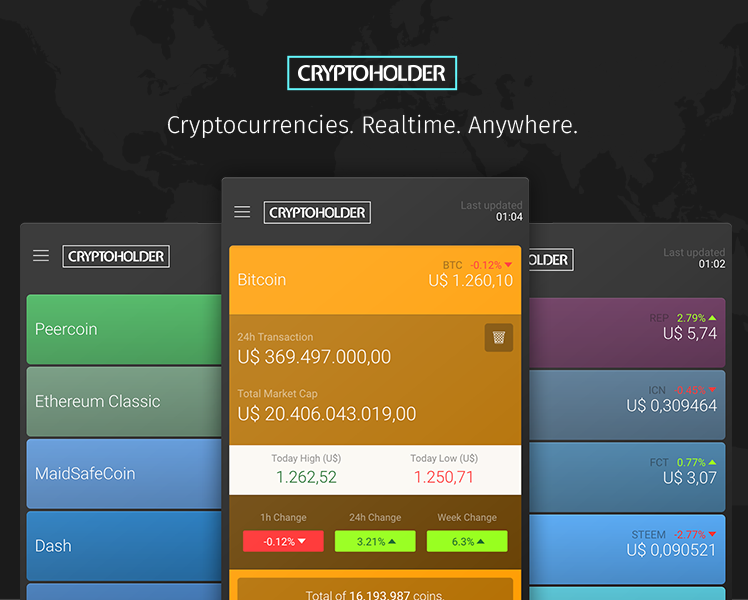 CRYPTOHOLDER
Cryptocurrencies. Realtime. Anywhere.
CRYPTOHOLDER
Peercoin
Ethereum Classic
MaidSafeCoin
Dash
CRYPTOHOLDER
Last updated
01:04
BTC -0.12%
Bitcoin
U$ 1.260,10
24h Transaction
U$ 369.497.000,00
Total Market Cap
U$ 20.406.043.019,00
Today High (U$) Today Low (U$)
1.262,52 1.250,71
1h Change 24h Change Week Change
-0.12% 3.21% 6.3%
Total of 16.193.987 coins.
OLDER
Last updated
01:02
REP 2.79%
U$ 5,74
ICN
U$ 0,309464
FCT 0.77%
U$ 3,07
STEEM -2.77%
U$ 0,090521